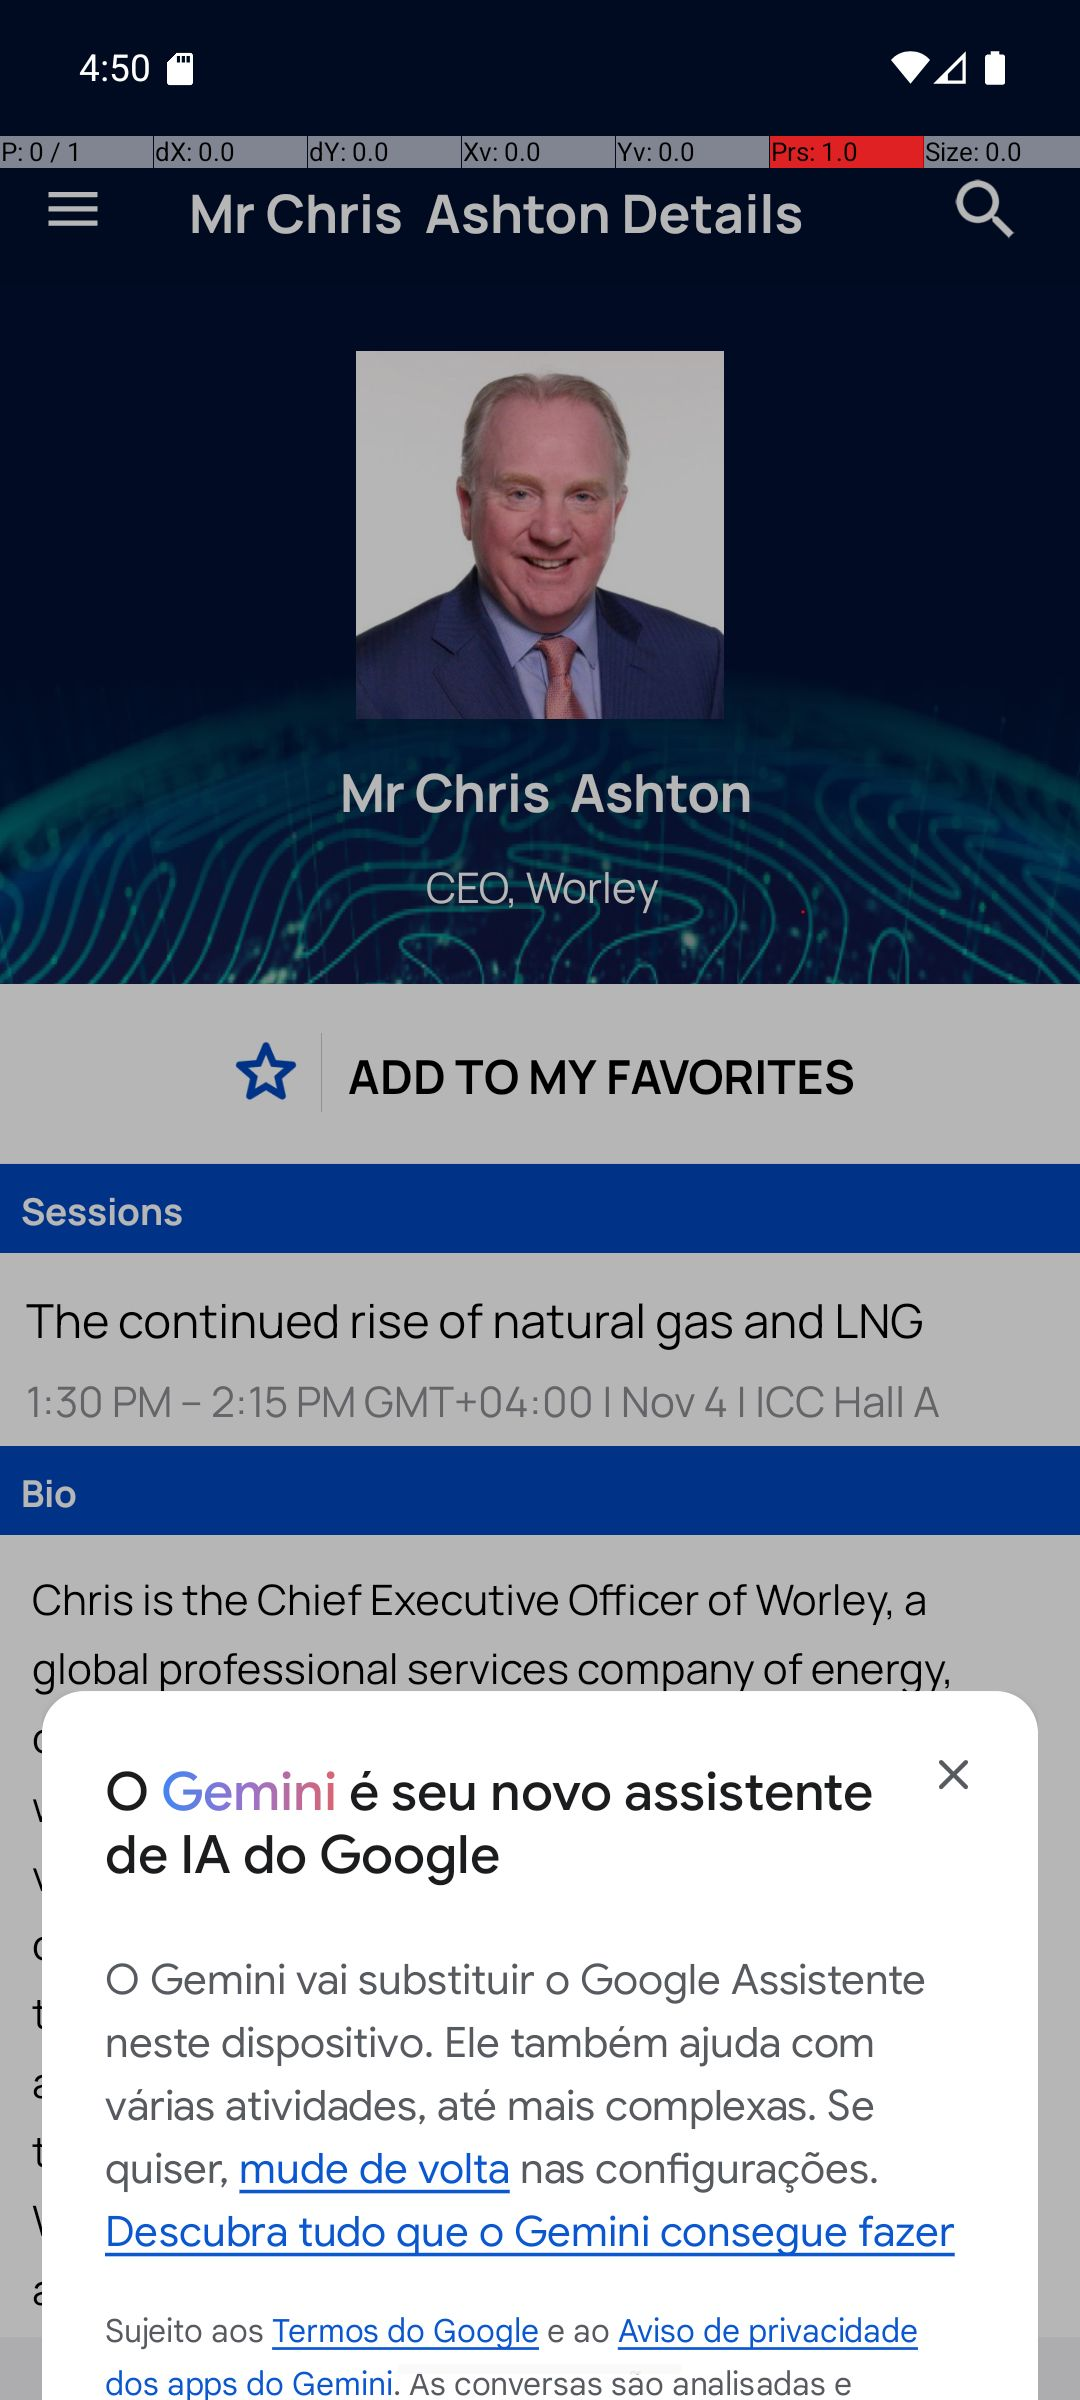 4:50
P: 0 / 1 dX: 0.0 dY: 0.0 Xv: 0.0 Yv: 0.0 Prs: 1.0 Size: 0.0
Mr Chris  Ashton Details
Mr Chris  Ashton
CEO, Worley
ADD TO MY FAVORITES
Sessions
The continued rise of natural gas and LNG
1:30 PM – 2:15 PM GMT+04:00 | Nov 4 | ICC Hall A
Bio
Chris is the Chief Executive Officer of Worley, a
global professional services company of energy,
O Gemini é seu novo assistente
de IA do Google
O Gemini vai substituir o Google Assistente
neste dispositivo. Ele também ajuda com
várias atividades, até mais complexas. Se
quiser, mude de volta nas configurações.
Descubra tudo que o Gemini consegue fazer
Sujeito aos Termos do Google e ao Aviso de privacidade
dos apps do Gemini. As conversas são analisadas e